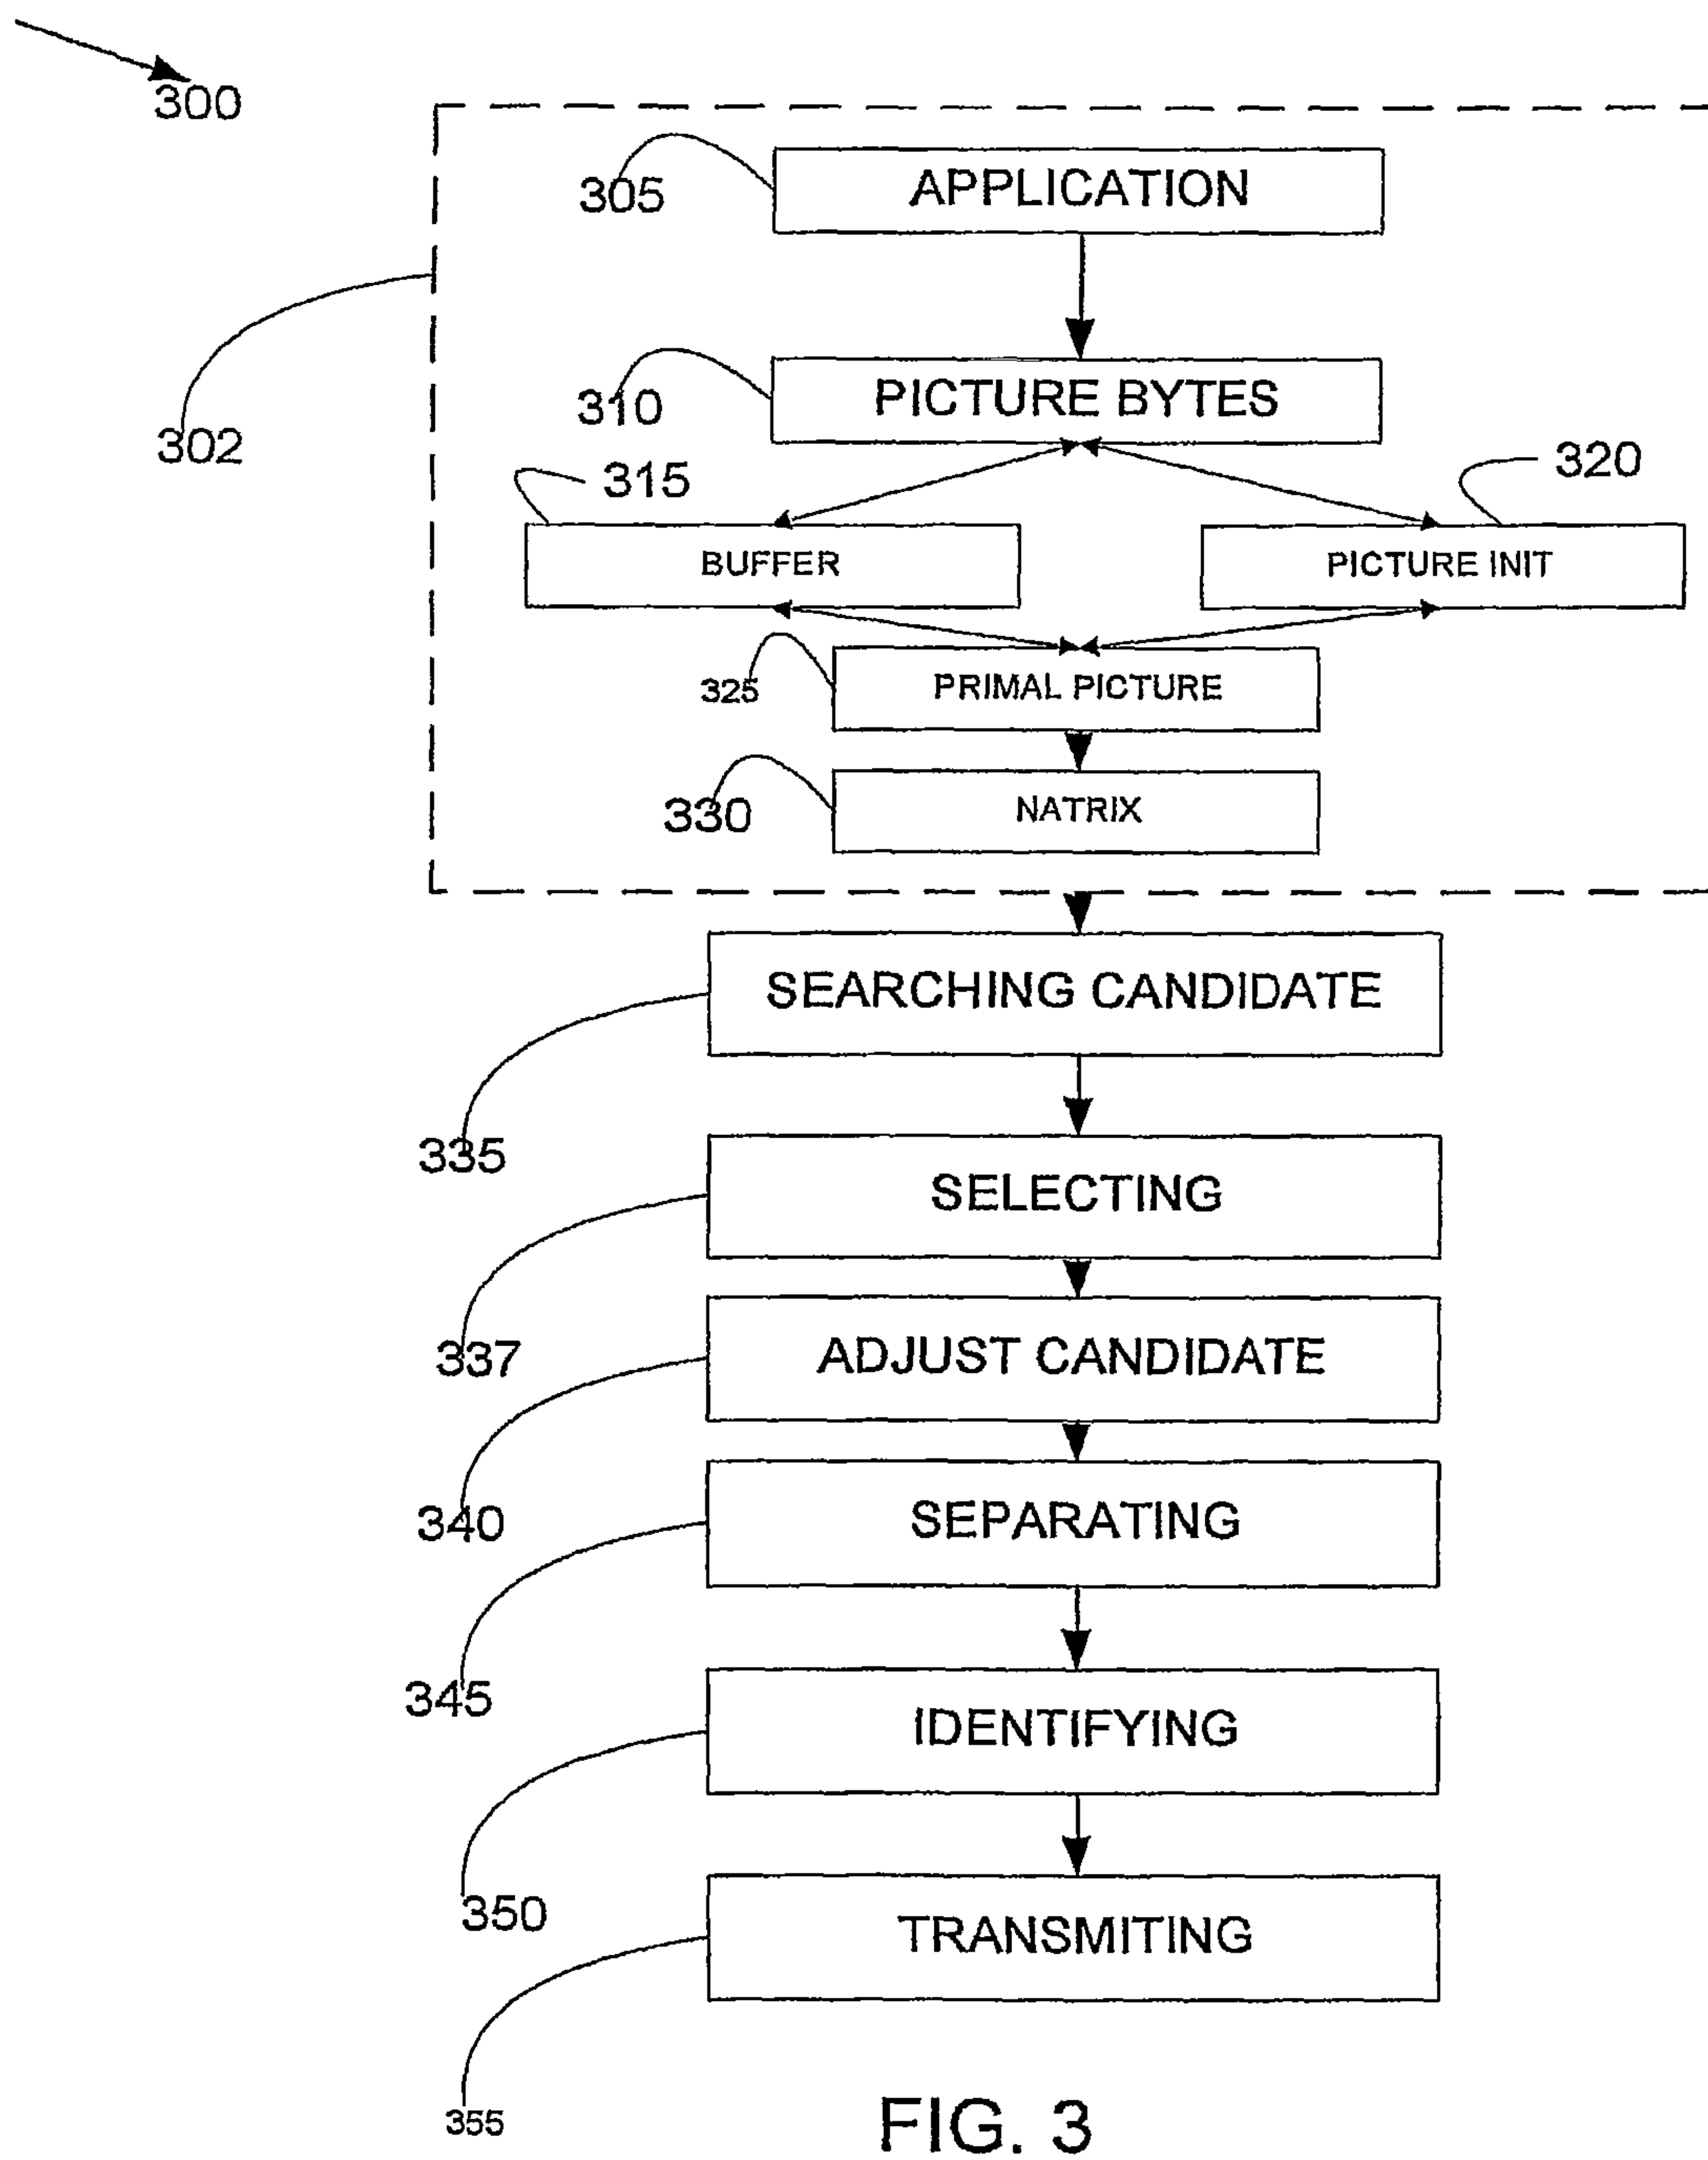 300
305
APPLICATION
302
310
PICTURE BYTES
315
320
BUFFER
PICTURE INIT
325
PRIMAL PICTURE
330
NATRIX
335
SEARCHING CANDIDATE
337
SELECTING
340
ADJUST CANDIDATE
345
SEPARATING
350
IDENTIFYING
355
TRANSMITING
FIG. 3